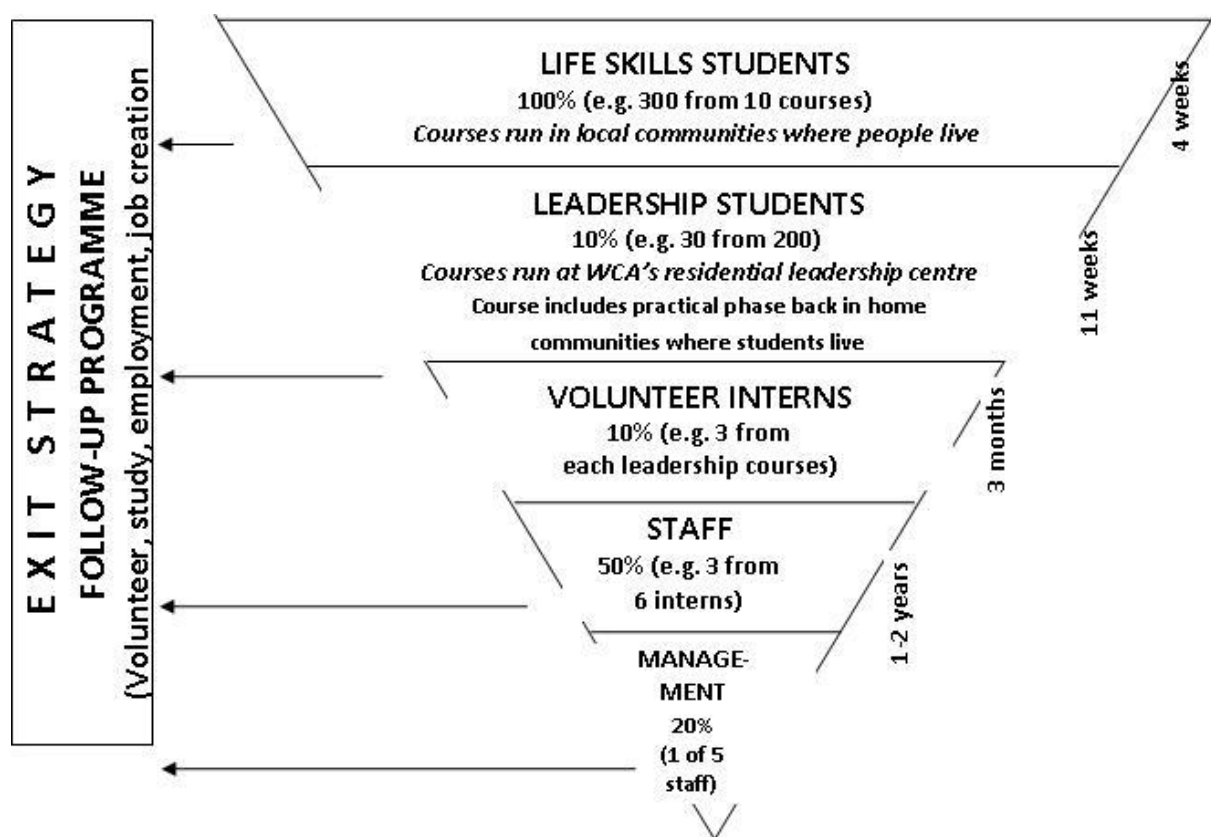 EXIT STRATEGY
FOLLOW-UP PROGRAMME
(Volunteer, study, employment, job creation
LIFE SKILLS STUDENTS
100% (e.g. 300 from 10 courses)
Courses run in local communities where people live
4 weeks
LEADERSHIP STUDENTS
10% (e.g. 30 from 200)
Courses run at WCA's residential leadership centre
Course includes practical phase back in home
communities where students live
11 weeks
VOLUNTEER INTERNS
10% (e.g. 3 from
each leadership courses)
3 months
STAFF
50% (e.g. 3 from
6 interns)
1-2 years
MANAGE-
MENT
20%
(1 of 5
staff)